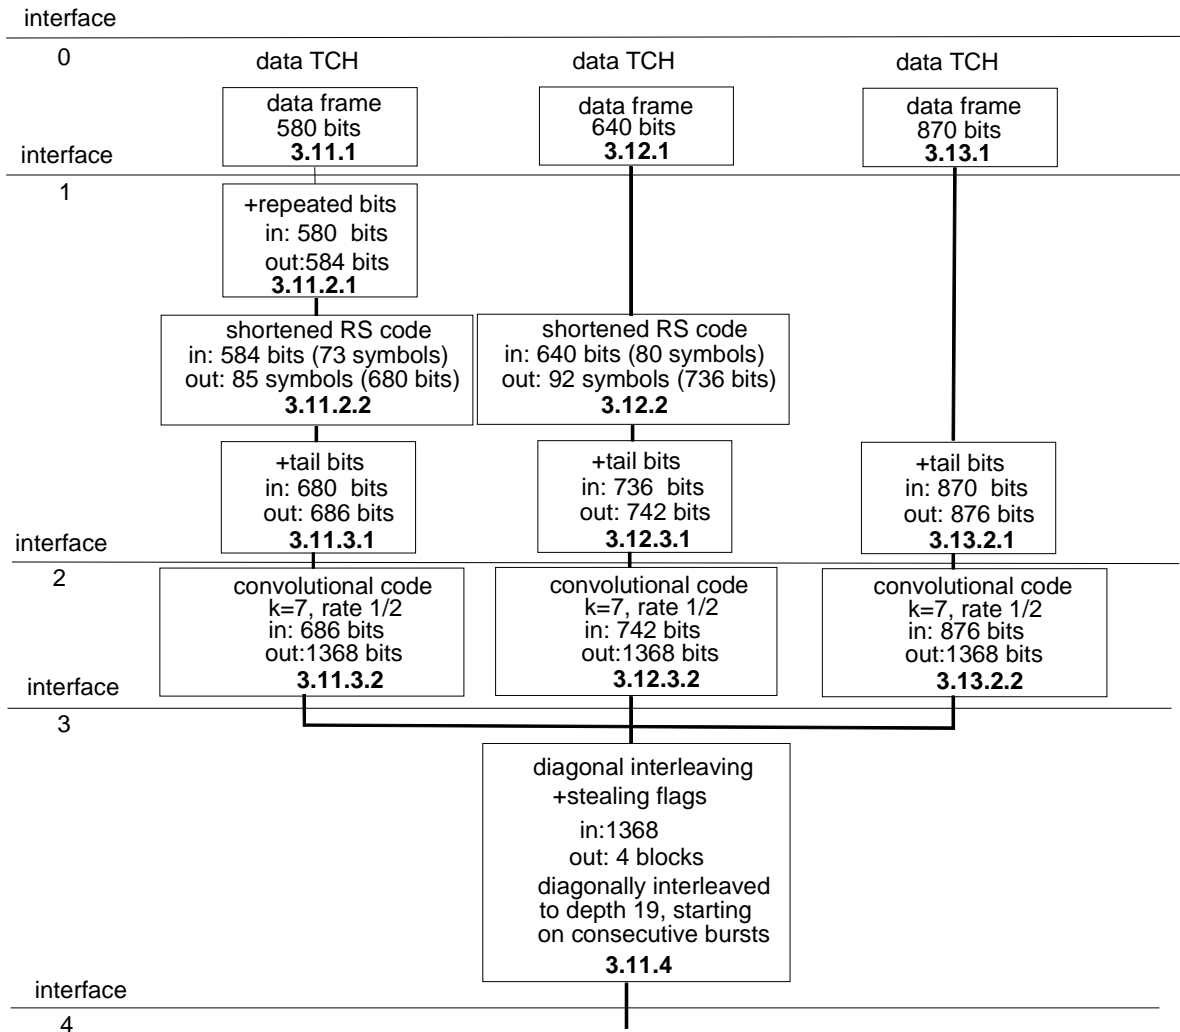 interface
0
data TCH
data TCH
data TCH
data frame
580 bits
3.11.1
data frame
640 bits
3.12.1
data frame
870 bits
3.13.1
interface
1
+repeated bits
in: 580 bits
out:584 bits
3.11.2.1
shortened RS code
in: 584 bits (73 symbols)
out: 85 symbols (680 bits)
3.11.2.2
shortened RS code
in: 640 bits (80 symbols)
out: 92 symbols (736 bits)
3.12.2
+tail bits
in: 680 bits
out: 686 bits
3.11.3.1
+tail bits
in: 736 bits
out: 742 bits
3.12.3.1
+tail bits
in: 870 bits
out: 876 bits
3.13.2.1
interface
2
convolutional code
k=7, rate 1/2
in: 686 bits
out:1368 bits
3.11.3.2
convolutional code
k=7, rate 1/2
in: 742 bits
out:1368 bits
3.12.3.2
convolutional code
k=7, rate 1/2
in: 876 bits
out:1368 bits
3.13.2.2
interface
3
diagonal interleaving
+stealing flags
in:1368
out: 4 blocks
diagonally interleaved
to depth 19, starting
on consecutive bursts
3.11.4
interface
4